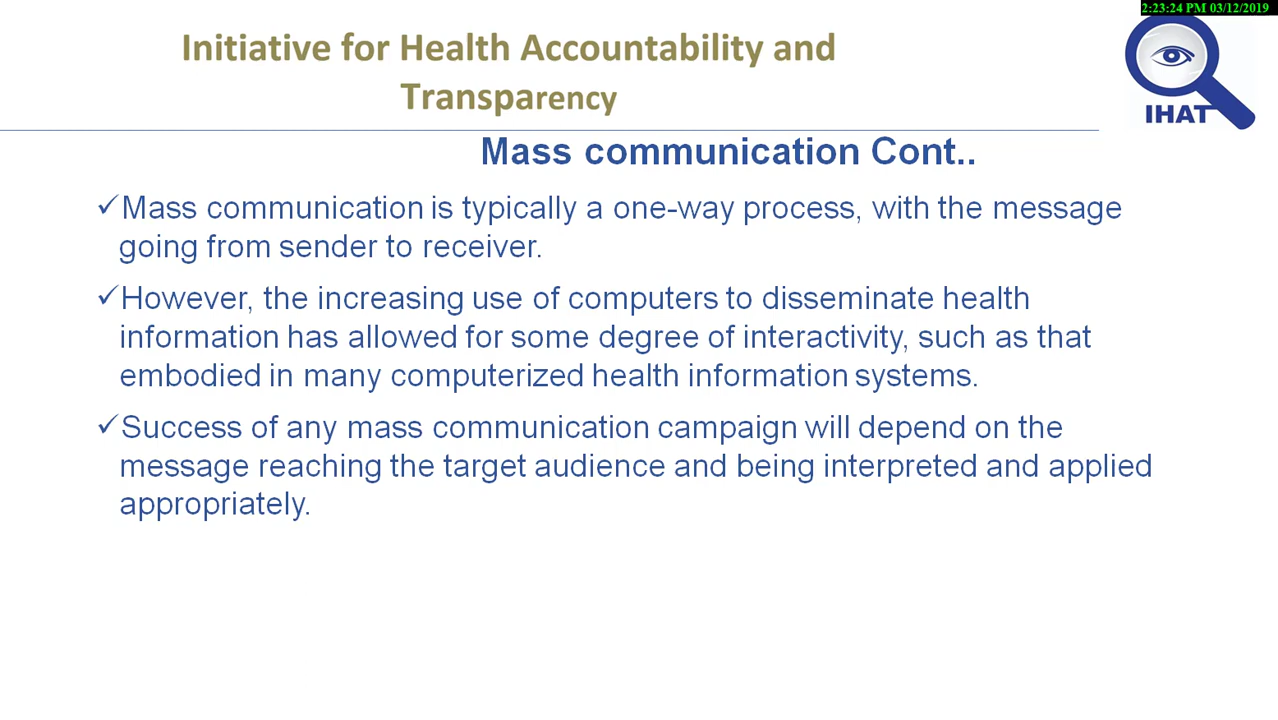 2:23:24 PM 03/12/2019
Initiative for Health Accountability and
Transparency
IHAT
Mass communication Cont..
✓Mass communication is typically a one-way process, with the message
going from sender to receiver.
✓However, the increasing use of computers to disseminate health
information has allowed for some degree of interactivity, such as that
embodied in many computerized health information systems.
✓Success of any mass communication campaign will depend on the
message reaching the target audience and being interpreted and applied
appropriately.